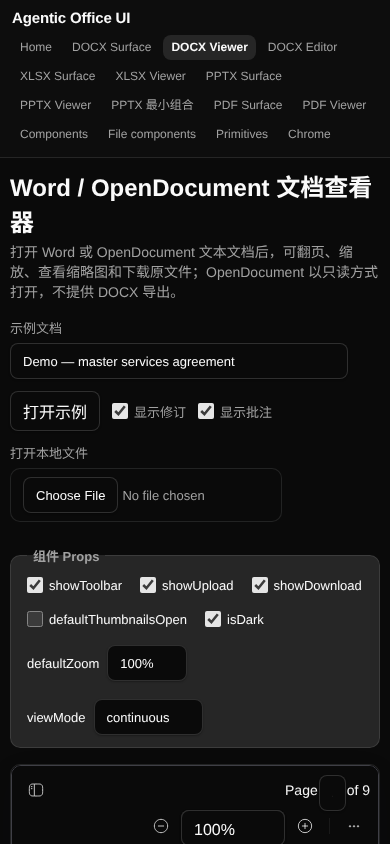 Agentic Office UI
Home DOCX Surface DOCX Viewer DOCX Editor
XLSX Surface XLSX Viewer PPTX Surface
PPTX Viewer PPTX 最小组合 PDF Surface PDF Viewer
Components File components Primitives Chrome
Word / OpenDocument 文档查看
器
打开 Word 或 OpenDocument 文本文档后，可翻页、缩
放、查看缩略图和下载原文件；OpenDocument 以只读方式
打开，不提供 DOCX 导出。
示例文档
Demo — master services agreement
打开示例 显示修订 显示批注
打开本地文件
Choose File No file chosen
组件 Props
showToolbar showUpload showDownload
defaultThumbnailsOpen isDark
defaultZoom 100%
viewMode continuous
Page of 9
100%